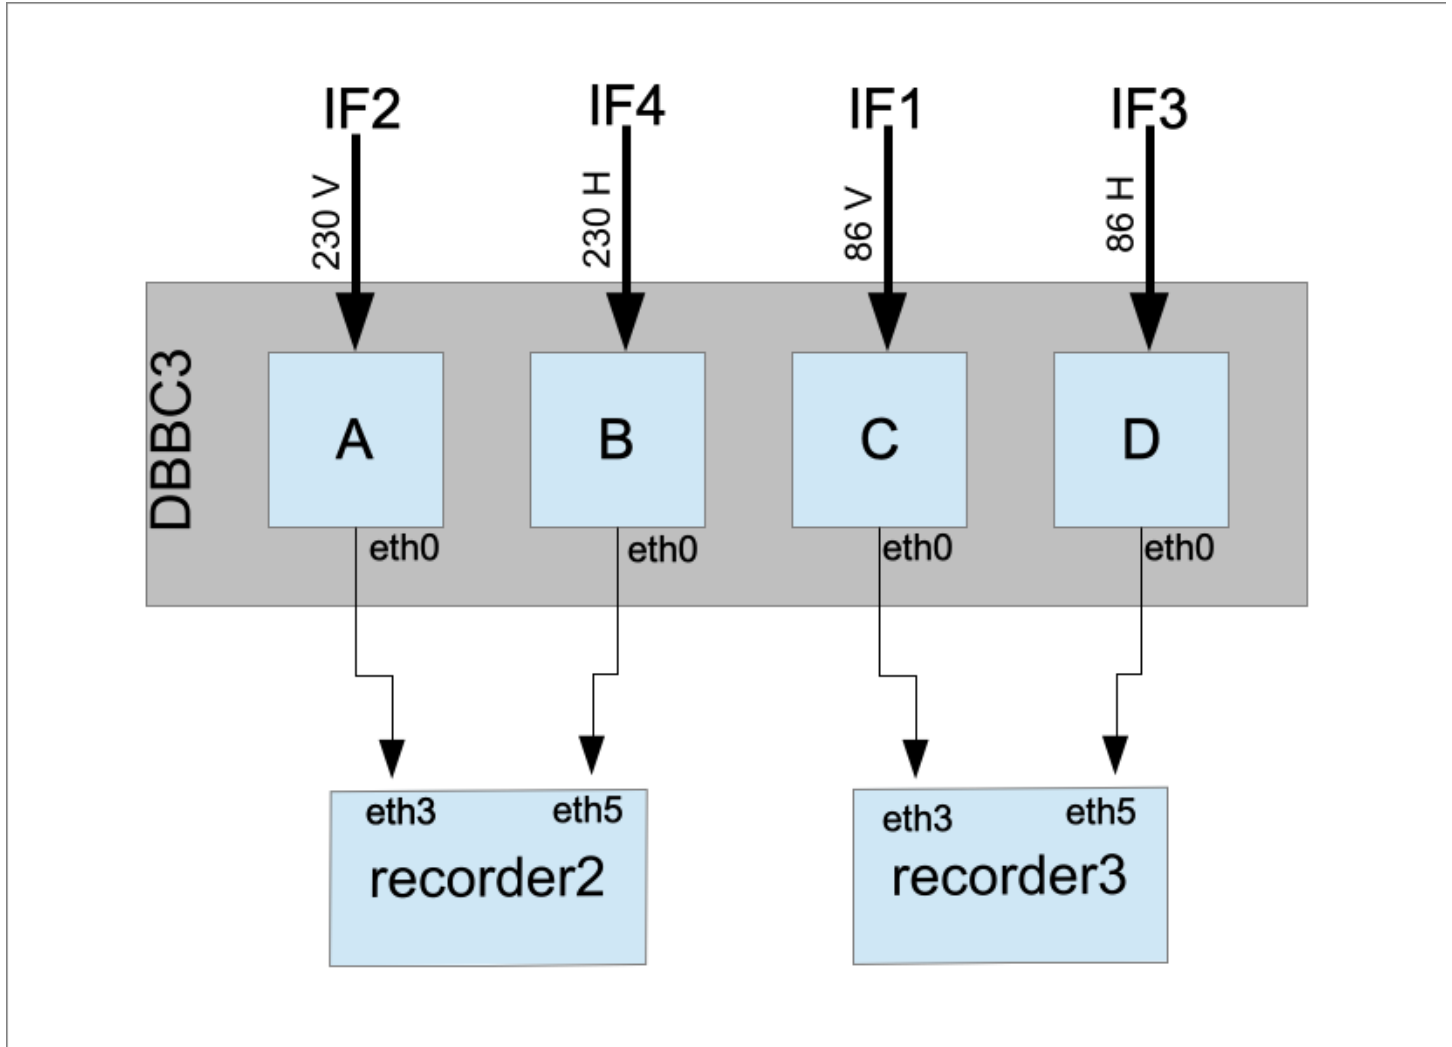 IF2
IF4
IF1
IF3
230 V
230 H
86 V
86 H
DBBC3
A
B
C
D
eth0
eth0
eth0
eth0
eth3
eth5
recorder2
eth3
eth5
recorder3